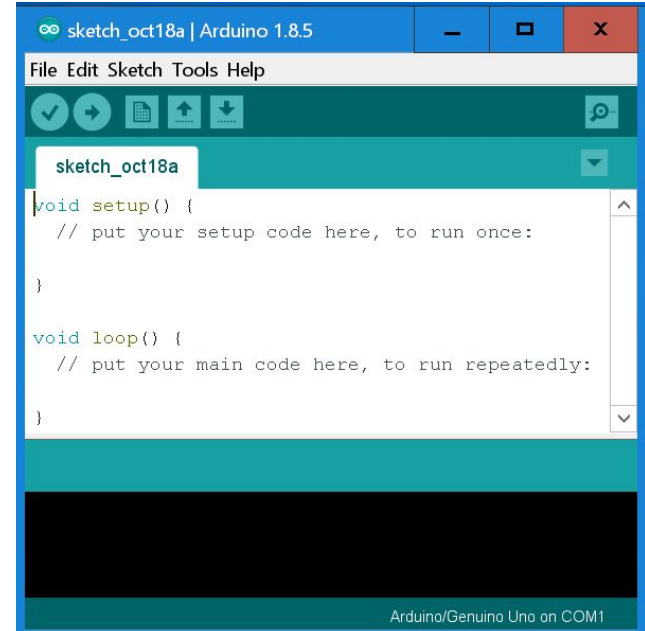 sketch_oct18a | Arduino 1.8.5
File Edit Sketch Tools Help
sketch_oct18a
void setup() {
  // put your setup code here, to run once:
}
void loop() {
  // put your main code here, to run repeatedly:
}
Arduino/Genuino Uno on COM1